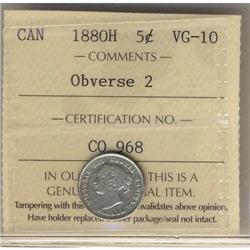 CAN 1880H 5¢ VG-10
— COMMENTS —
Obverse 2
— CERTIFICATION NO. —
CO 968
IN OU THIS IS A
GENU AL ITEM.
Tampering with this validates above opinion.
Have holder replaced package/seal not intact.